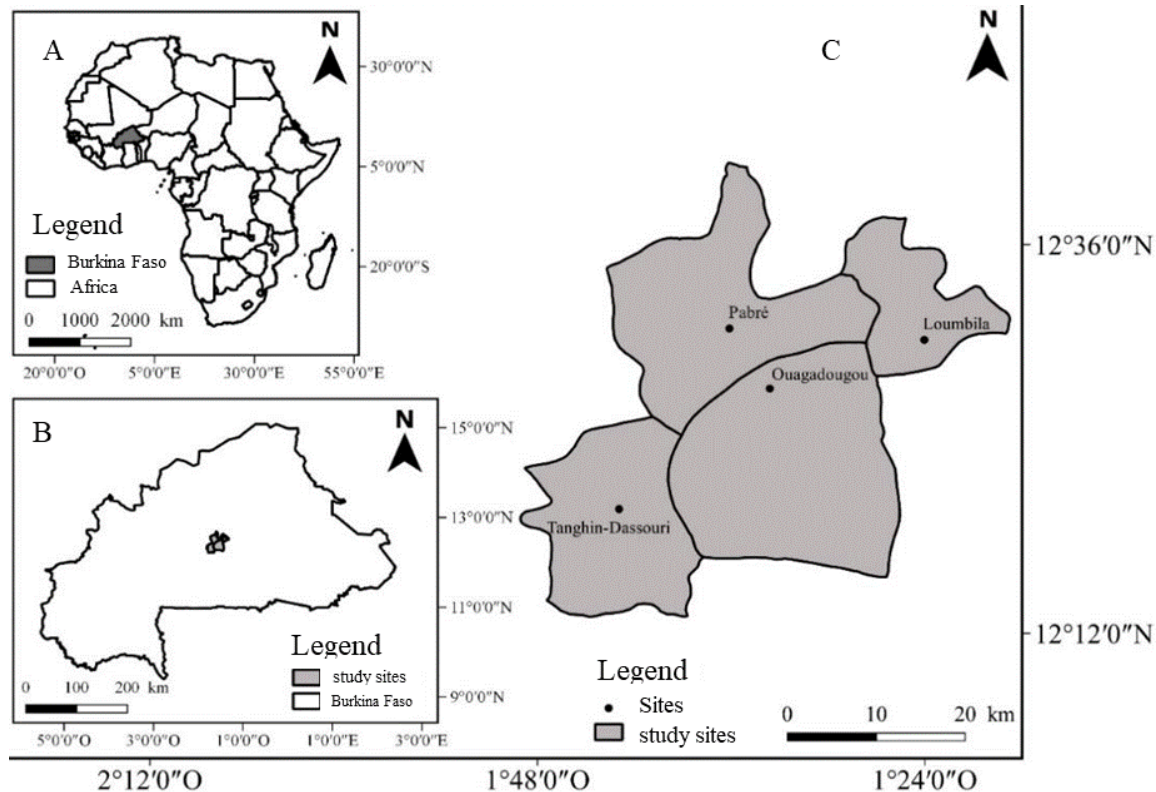 A
N
30°0'0"N
5°0'0"N
20°0'0"S
Legend
Burkina Faso
Africa
0 1000 2000 km
20°0'0"O 5°0'0"E 30°0'0"E 55°0'0"E
B
N
15°0'0"N
13°0'0"N
11°0'0"N
9°0'0"N
Legend
study sites
Burkina Faso
0 100 200 km
5°0'0"O 3°0'0"O 1°0'0"O 1°0'0"E 3°0'0"E
C
N
12°36'0"N
12°12'0"N
Pabré
Loumbila
Ouagadougou
Tanghin-Dassouri
Legend
Sites
study sites
0 10 20 km
2°12'0"O 1°48'0"O 1°24'0"O